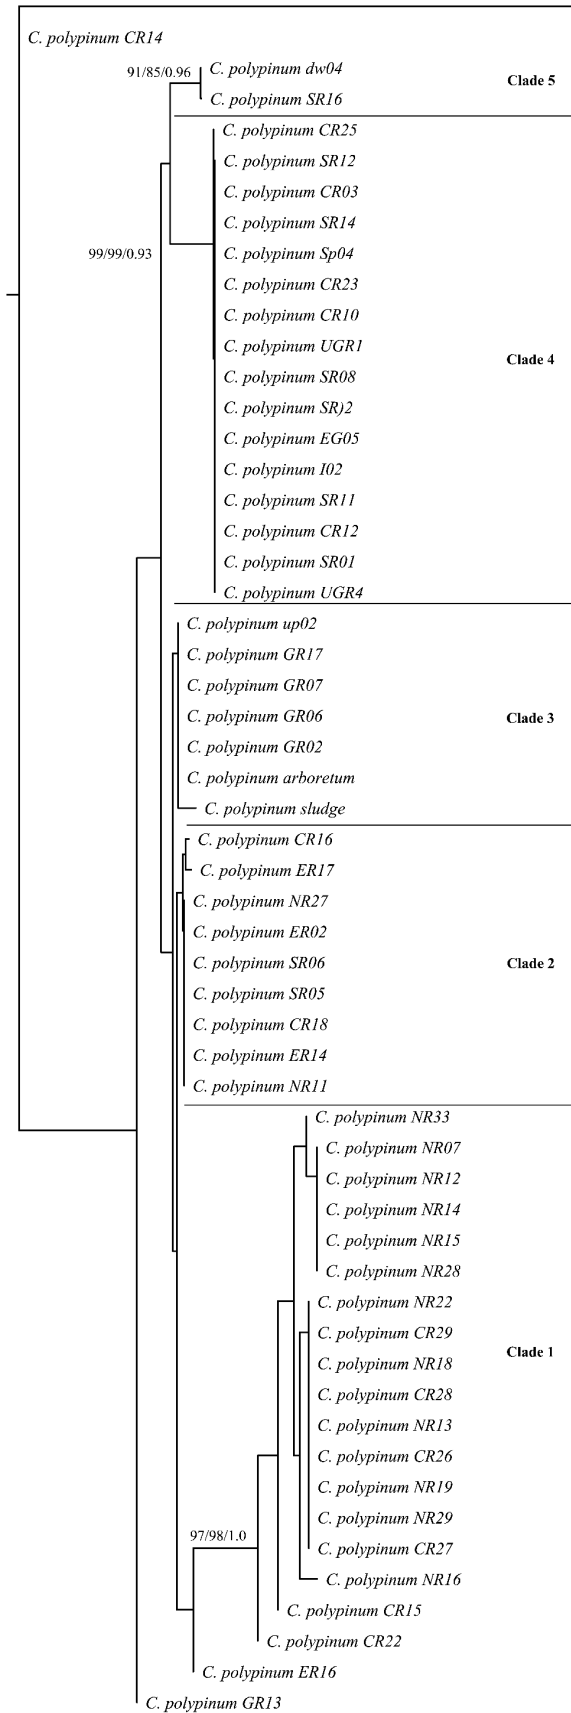 C. polypinum CR14
91/85/0.96
C. polypinum dw04
Clade 5
C. polypinum SR16
C. polypinum CR25
C. polypinum SR12
C. polypinum CR03
C. polypinum SR14
99/99/0.93
C. polypinum Sp04
C. polypinum CR23
C. polypinum CR10
C. polypinum UGR1
Clade 4
C. polypinum SR08
C. polypinum SR)2
C. polypinum EG05
C. polypinum I02
C. polypinum SR11
C. polypinum CR12
C. polypinum SR01
C. polypinum UGR4
C. polypinum up02
C. polypinum GR17
C. polypinum GR07
C. polypinum GR06
Clade 3
C. polypinum GR02
C. polypinum arboretum
C. polypinum sludge
C. polypinum CR16
C. polypinum ER17
C. polypinum NR27
C. polypinum ER02
C. polypinum SR06
Clade 2
C. polypinum SR05
C. polypinum CR18
C. polypinum ER14
C. polypinum NR11
C. polypinum NR33
C. polypinum NR07
C. polypinum NR12
C. polypinum NR14
C. polypinum NR15
C. polypinum NR28
C. polypinum NR22
C. polypinum CR29
Clade 1
C. polypinum NR18
C. polypinum CR28
C. polypinum NR13
C. polypinum CR26
C. polypinum NR19
C. polypinum NR29
97/98/1.0
C. polypinum CR27
C. polypinum NR16
C. polypinum CR15
C. polypinum CR22
C. polypinum ER16
C. polypinum GR13